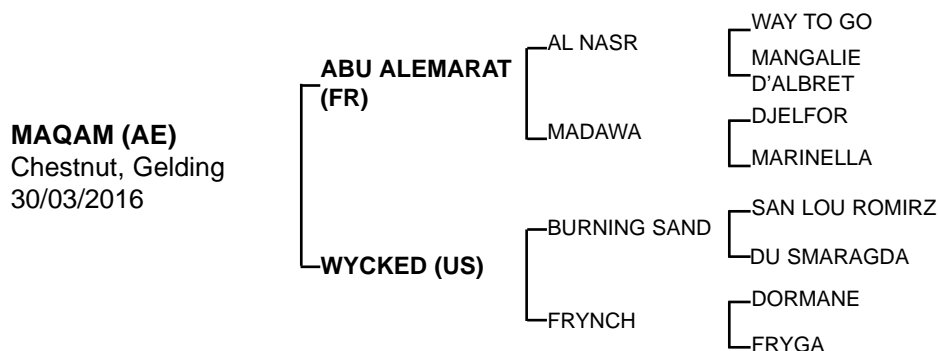 MAQAM (AE)
Chestnut, Gelding
30/03/2016
ABU ALEMARAT
(FR)
WYCKED (US)
AL NASR
MADAWA
BURNING SAND
FRYNCH
WAY TO GO
MANGALIE
D'ALBRET
DJELFOR
MARINELLA
SAN LOU ROMIRZ
DU SMARAGDA
DORMANE
FRYGA